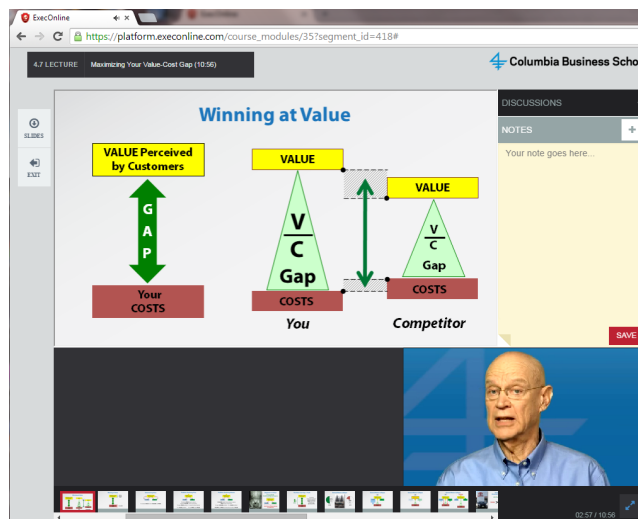 ExecOnline
https://platform.execonline.com/course_modules/35?segment_id=418#
4.7 LECTURE Maximizing Your Value-Cost Gap (10:56)
Columbia Business Scho
SLIDES
EXIT
Winning at Value
VALUE Perceived
by Customers
GAP
Your
COSTS
VALUE
V
C
Gap
COSTS
You
VALUE
V
C
Gap
COSTS
Competitor
DISCUSSIONS
NOTES +
Your note goes here...
SAVE
02:57 / 10:56